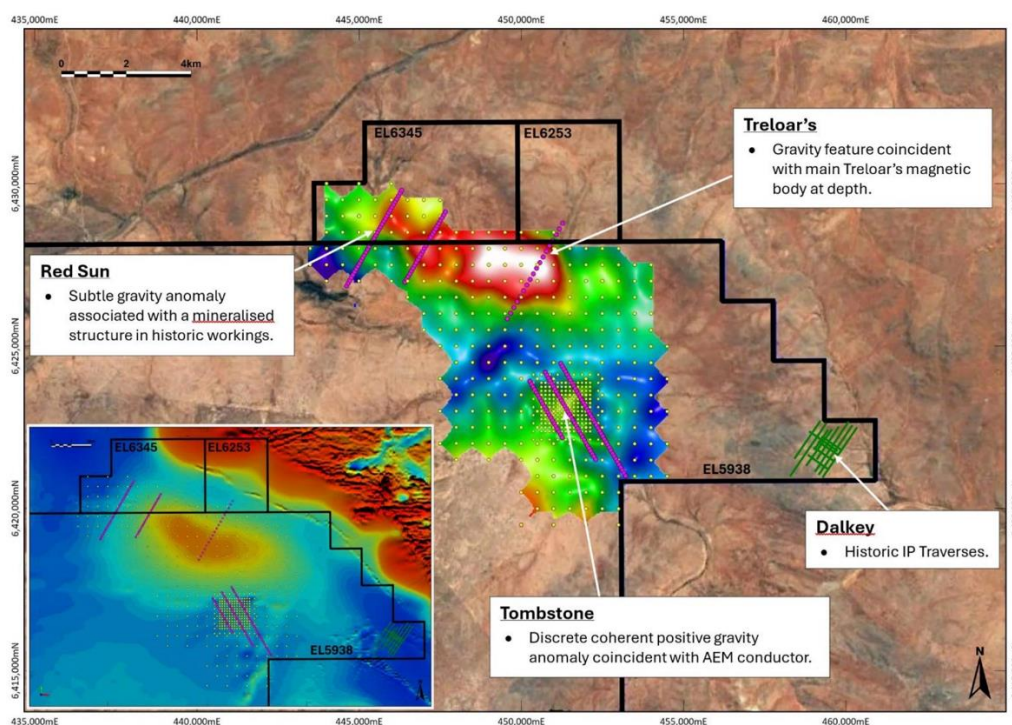 435,000mE 440,000mE 445,000mE 450,000mE 455,000mE 460,000mE
0 2 4km
EL6345 EL6253
6,430,000mN
Treloar's
• Gravity feature coincident
with main Treloar's magnetic
body at depth.
Red Sun
• Subtle gravity anomaly
associated with a mineralised
structure in historic workings.
6,425,000mN
EL6345 EL6253
EL5938
6,420,000mN
Dalkey
• Historic IP Traverses.
Tombstone
• Discrete coherent positive gravity
anomaly coincident with AEM conductor.
EL5938
6,415,000mN
N
435,000mE 440,000mE 445,000mE 450,000mE 455,000mE 460,000mE